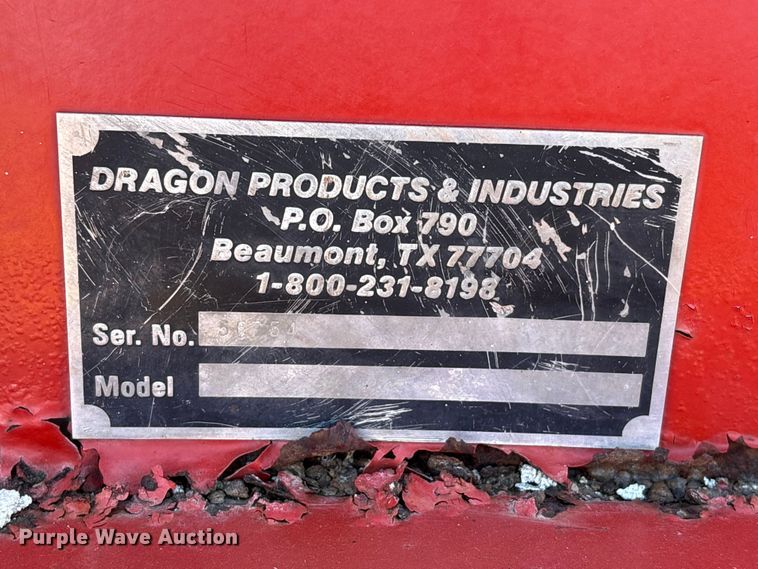 DRAGON PRODUCTS & INDUSTRIES
P.O. Box 790
Beaumont, TX 77704
1-800-231-8198
Ser. No.
Model
Purple Wave Auction